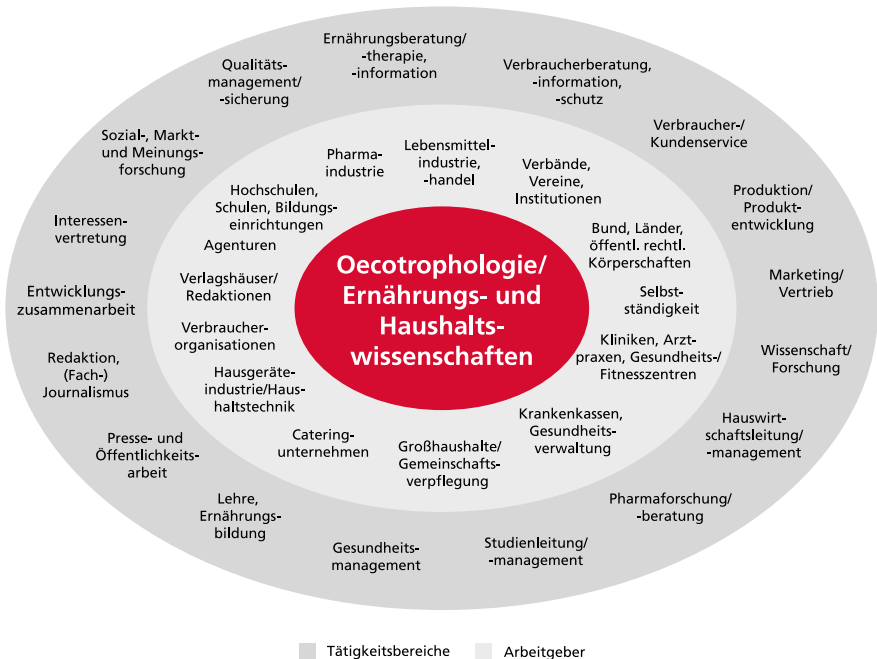 Ernährungsberatung/
-therapie,
-information
Verbraucherberatung,
-information,
-schutz
Verbraucher-/
Kundenservice
Produktion/
Produkt-
entwicklung
Marketing/
Vertrieb
Wissenschaft/
Forschung
Hauswirt-
schaftsleitung/
-management
Pharmaforschung/
-beratung
Studienleitung/
-management
Gesundheits-
management
Lehre,
Ernährungs-
bildung
Presse- und
Öffentlichkeits-
arbeit
Redaktion,
(Fach-)
Journalismus
Entwicklungs-
zusammenarbeit
Interessen-
vertretung
Sozial-, Markt-
und Meinungs-
forschung
Qualitäts-
management/
-sicherung
Lebensmittel-
industrie,
-handel
Verbände,
Vereine,
Institutionen
Bund, Länder,
öffentl. rechtl.
Körperschaften
Selbst-
ständigkeit
Kliniken, Arzt-
praxen, Gesundheits-/
Fitnesszentren
Krankenkassen,
Gesundheits-
verwaltung
Großhaushalte/
Gemeinschafts-
verpflegung
Catering-
unternehmen
Hausgeräte-
industrie/Haus-
haltstechnik
Verbraucher-
organisationen
Verlagshäuser/
Redaktionen
Agenturen
Hochschulen,
Schulen, Bildungs-
einrichtungen
Pharma-
industrie
Oecotrophologie/
Ernährungs- und
Haushalts-
wissenschaften
Tätigkeitsbereiche
Arbeitgeber